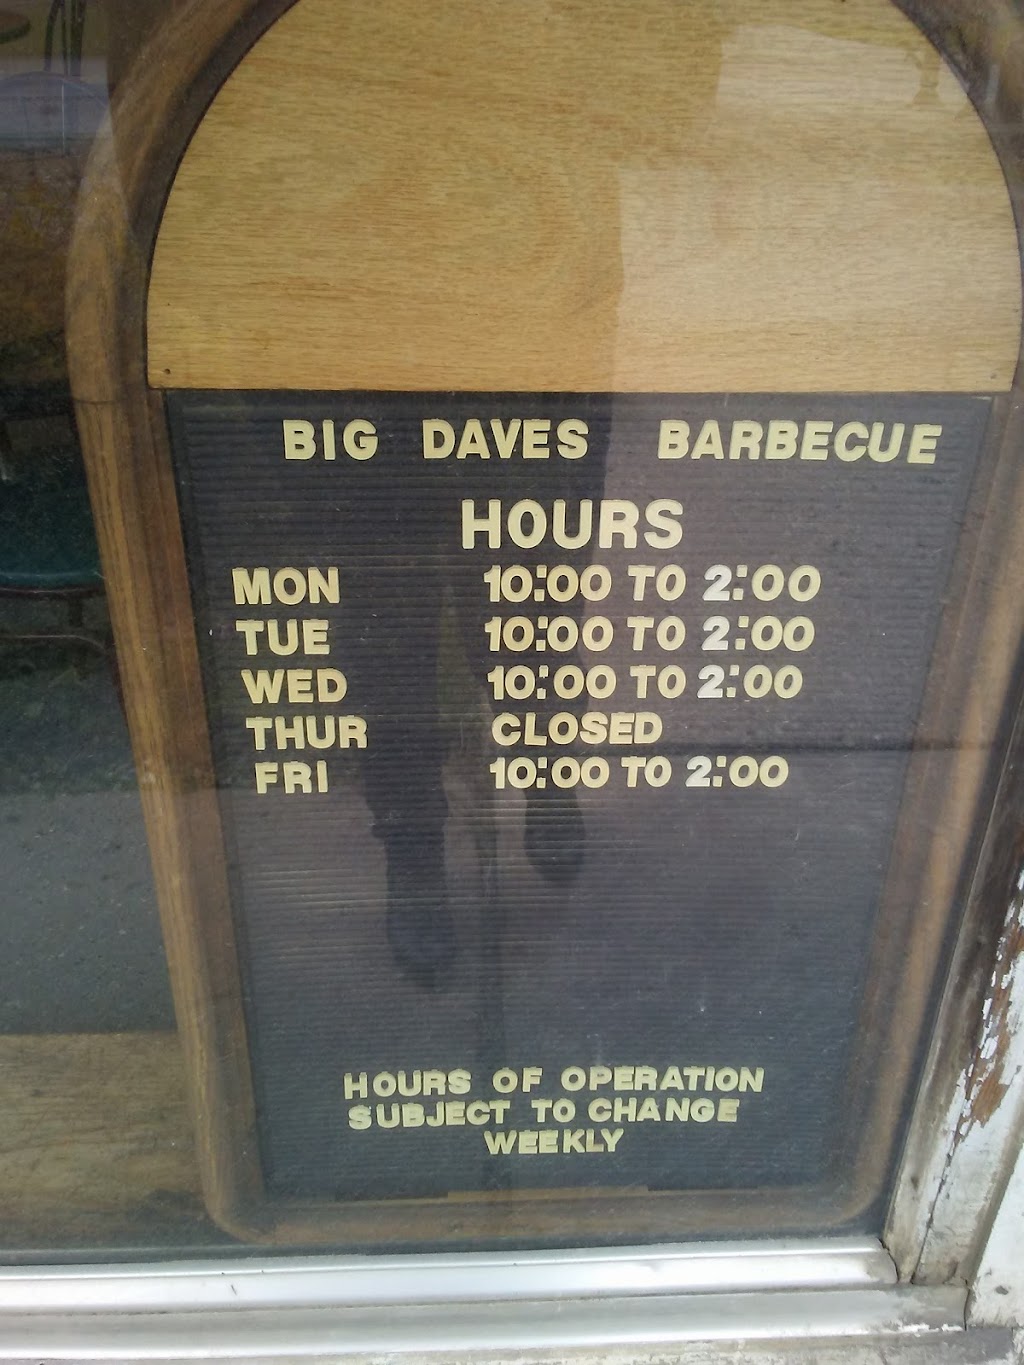 BIG DAVES BARBECUE
HOURS
MON 10:00 TO 2:00
TUE 10:00 TO 2:00
WED 10:00 TO 2:00
THUR CLOSED
FRI 10:00 TO 2:00
HOURS OF OPERATION
SUBJECT TO CHANGE
WEEKLY